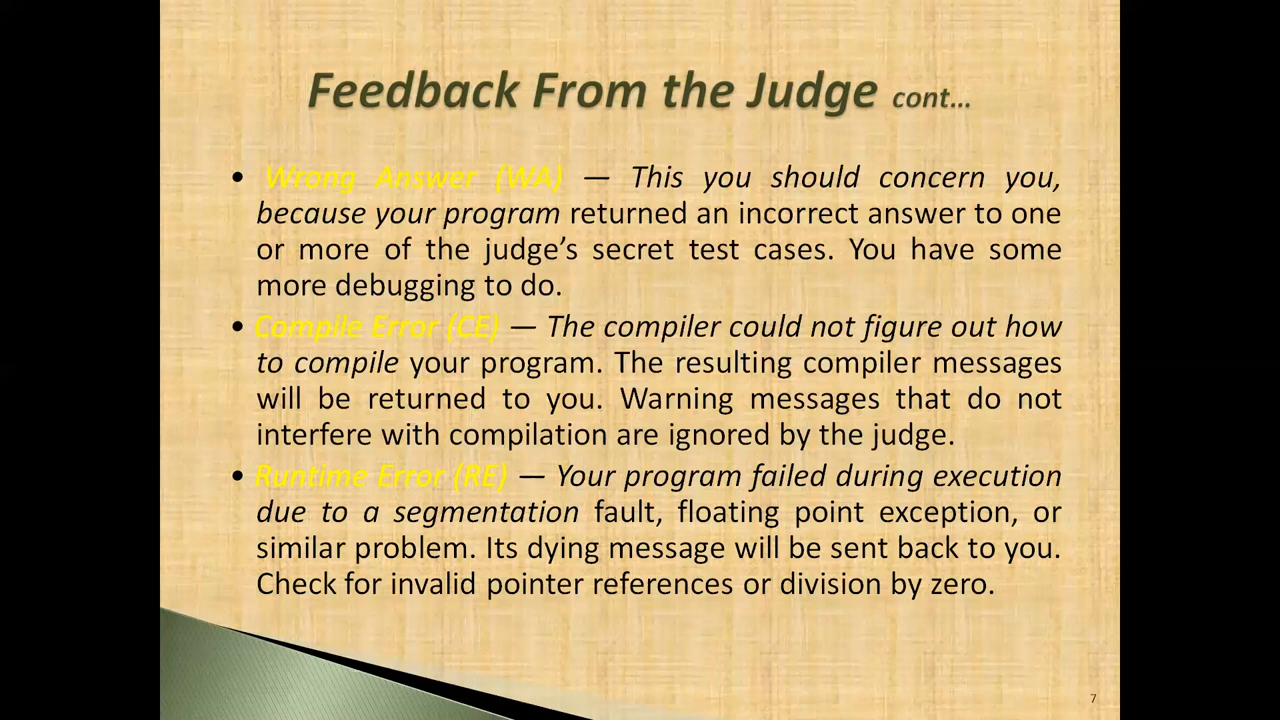 Feedback From the Judge cont…
• Wrong Answer (WA) — This you should concern you,
because your program returned an incorrect answer to one
or more of the judge’s secret test cases. You have some
more debugging to do.
• Compile Error (CE) — The compiler could not figure out how
to compile your program. The resulting compiler messages
will be returned to you. Warning messages that do not
interfere with compilation are ignored by the judge.
• Runtime Error (RE) — Your program failed during execution
due to a segmentation fault, floating point exception, or
similar problem. Its dying message will be sent back to you.
Check for invalid pointer references or division by zero.
7